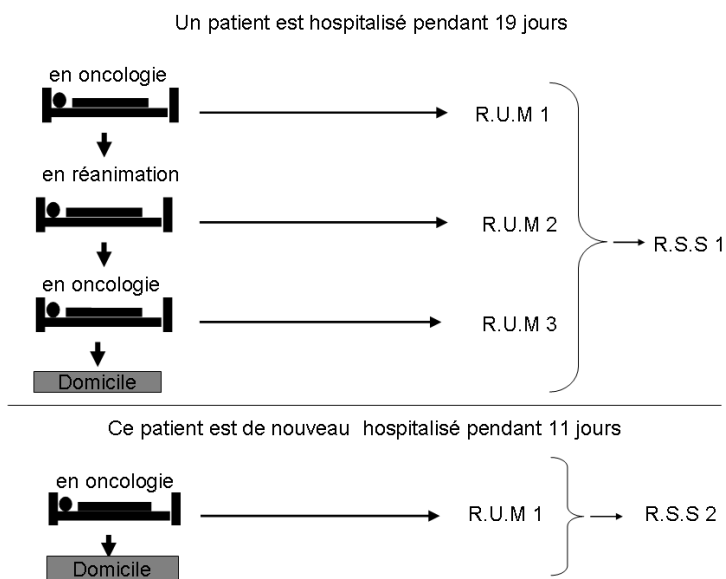 Un patient est hospitalisé pendant 19 jours
en oncologie
R.U.M 1
en réanimation
R.U.M 2
R.S.S 1
en oncologie
R.U.M 3
Domicile
Ce patient est de nouveau hospitalisé pendant 11 jours
en oncologie
R.U.M 1
R.S.S 2
Domicile